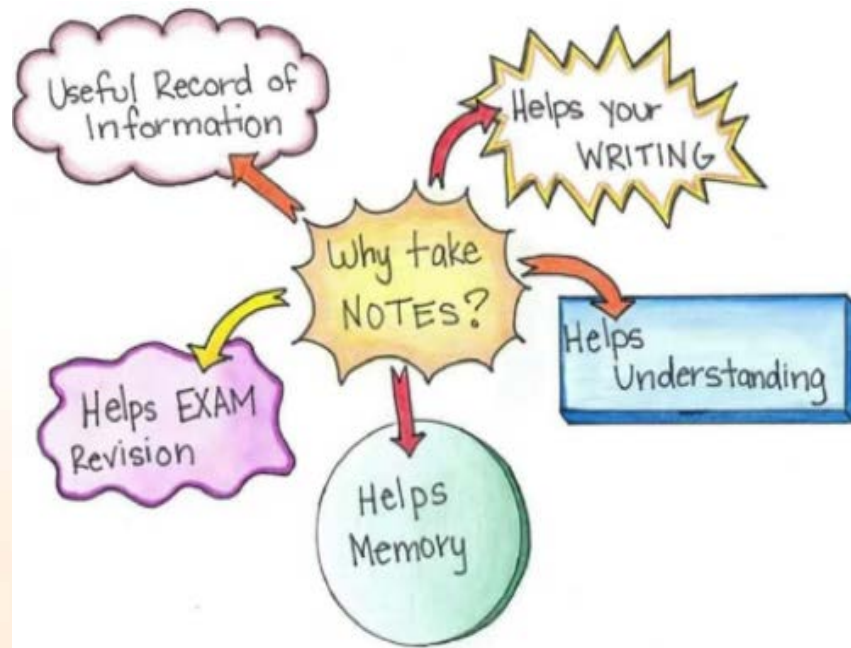 Useful Record of
Information
Helps your
WRITING
Why take
NOTES?
Helps
Understanding
Helps EXAM
Revision
Helps
Memory